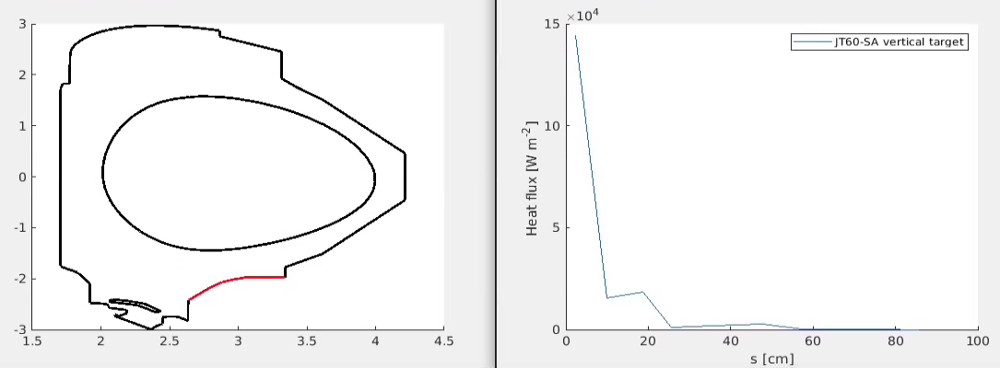 3
2
1
0
-1
-2
-3
1.5 2 2.5 3 3.5 4 4.5
×10⁴
15
10
5
0
Heat flux [W m⁻²]
JT60-SA vertical target
0 20 40 60 80 100
s [cm]